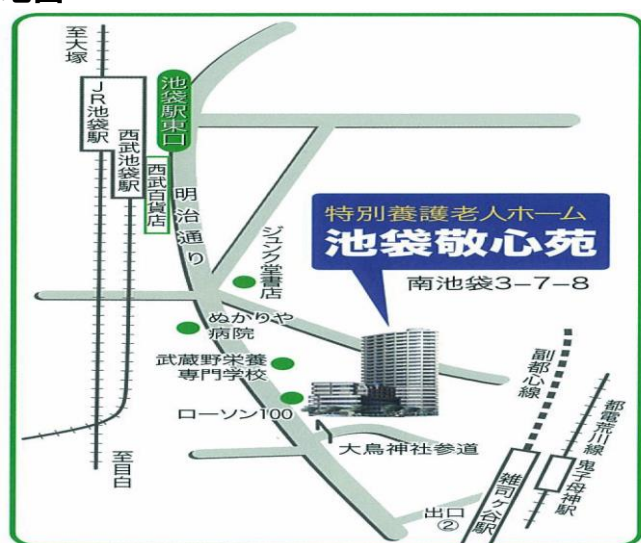 至大塚
JR池袋駅
西武池袋駅
池袋駅東口
西武百貨店
明治通り
ジュンク堂書店
特別養護老人ホーム
池袋敬心苑
南池袋3-7-8
ぬかりや
病院
武蔵野栄養
専門学校
ローソン100
大鳥神社参道
副都心線
都電荒川線
鬼子母神駅
雑司ヶ谷駅
出口
②
至目白